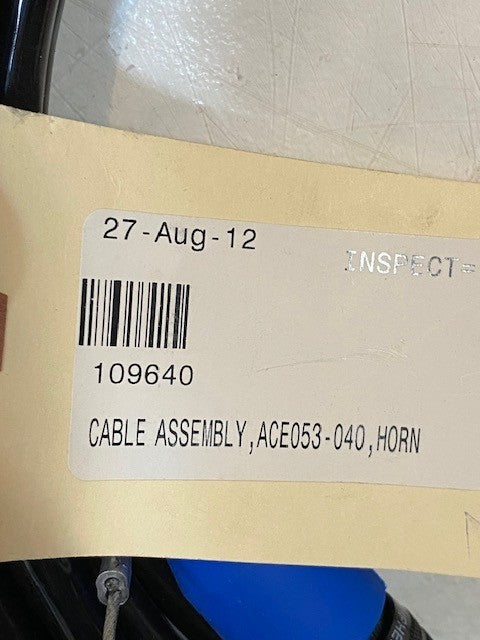 27-Aug-12
INSPECT=
109640
CABLE ASSEMBLY,ACE053-040,HORN